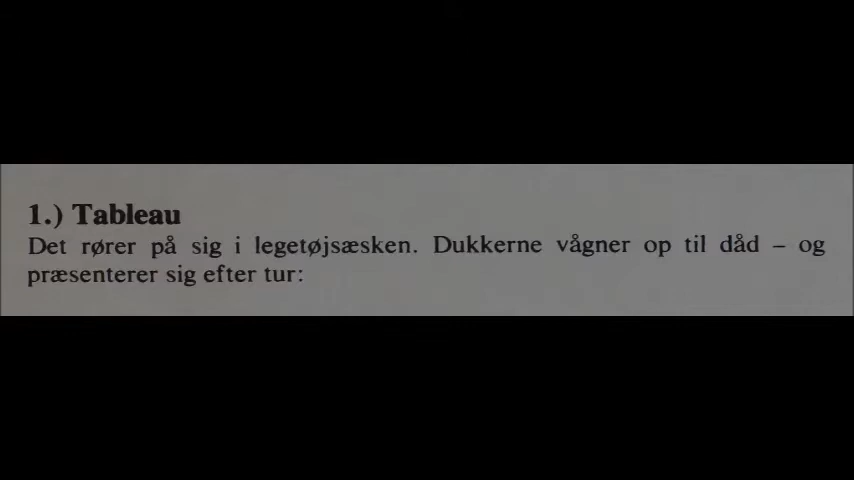 1.) Tableau
Det rører på sig i legetøjsæsken. Dukkerne vågner op til dåd – og
præsenterer sig efter tur: